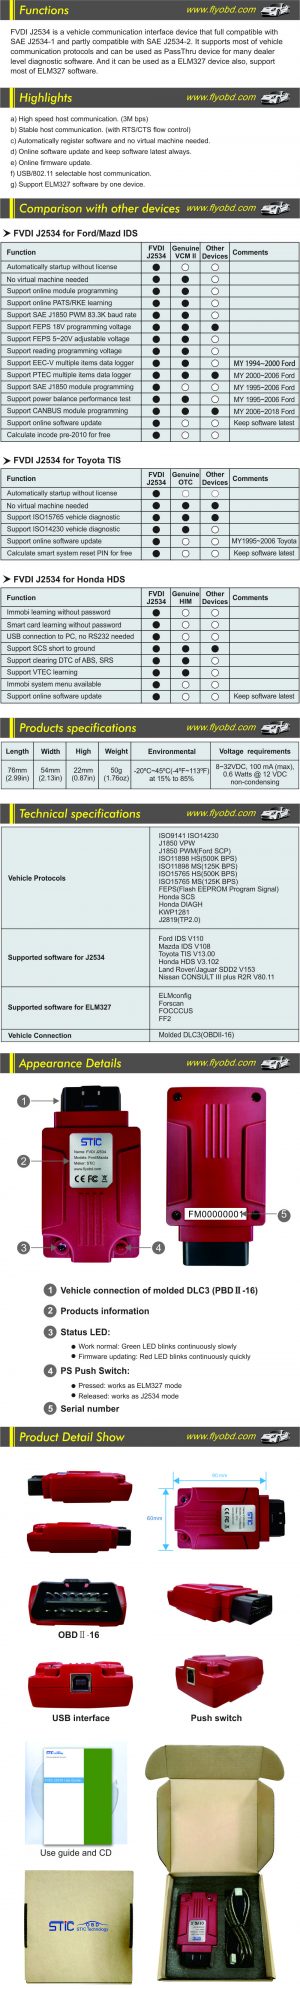 Functions www.flyobd.com
FVDI J2534 is a vehicle communication interface device that full compatible with
SAE J2534-1 and partly compatible with SAE J2534-2. It supports most of vehicle
communication protocols and can be used as PassThru device for many dealer
level diagnostic software. And it can be used as a ELM327 device also, support
most of ELM327 software.
Highlights www.flyobd.com
a) High speed host communication. (3M bps)
b) Stable host communication. (with RTS/CTS flow control)
c) Automatically register software and no virtual machine needed.
d) Online software update and keep software latest always.
e) Online firmware update.
f) USB/802.11 selectable host communication.
g) Support ELM327 software by one device.
Comparison with other devices www.flyobd.com
➤ FVDI J2534 for Ford/Mazd IDS
Function FVDI J2534 Genuine VCM II Other Devices Comments
Automatically startup without license ● ○ ○
No virtual machine needed ● ● ○
Support online module programming ● ● ○
Support online PATS/RKE learning ● ● ○
Support SAE J1850 PWM 83.3K baud rate ● ● ○
Support FEPS 18V programming voltage ● ● ●
Support FEPS 5~20V adjustable voltage ● ● ○
Support reading programming voltage ● ● ○
Support EEC-V multiple items data logger ● ● ○ MY 1994~2000 Ford
Support PTEC multiple items data logger ● ● ● MY 2000~2006 Ford
Support SAE J1850 module programming ● ○ ○ MY 1995~2006 Ford
Support power balance performance test ● ● ○ MY 1995~2006 Ford
Support CANBUS module programming ● ● ● MY 2006~2018 Ford
Support online software update ● ○ ○ Keep software latest
Calculate incode pre-2010 for free ● ○ ○
➤ FVDI J2534 for Toyota TIS
Function FVDI J2534 Genuine OTC Other Devices Comments
Automatically startup without license ● ○ ○
No virtual machine needed ● ● ●
Support ISO15765 vehicle diagnostic ● ● ●
Support ISO14230 vehicle diagnostic ● ● ○
Support online software update ● ○ ○ MY1995~2006 Toyota
Calculate smart system reset PIN for free ● ○ ○ Keep software latest
➤ FVDI J2534 for Honda HDS
Function FVDI J2534 Genuine HIM Other Devices Comments
Immobi learning without password ● ○ ○
Smart card learning without password ● ○ ○
USB connection to PC, no RS232 needed ● ○ ○
Support SCS short to ground ● ● ●
Support clearing DTC of ABS, SRS ● ● ○
Support VTEC learning ● ● ○
Immobi system menu available ● ○ ○
Support online software update ● ○ ○ Keep software latest
Products specifications www.flyobd.com
Length Width High Weight Environmental Voltage requirements
76mm 54mm 22mm 50g -20ºC~45ºC(-4Fº~113Fº) 8~32VDC, 100 mA (max),
(2.99in) (2.13in) (0.87in) (1.76oz) at 15% to 85% 0.6 Watts @ 12 VDC
non-condensing
Technical specifications www.flyobd.com
Vehicle Protocols
ISO9141 ISO14230
J1850 VPW
J1850 PWM(Ford SCP)
ISO11898 HS(500K BPS)
ISO11898 MS(125K BPS)
ISO15765 HS(500K BPS)
ISO15765 MS(125K BPS)
FEPS(Flash EEPROM Program Signal)
Honda SCS
Honda DIAGH
KWP1281
J2819(TP2.0)
Supported software for J2534
Ford IDS V110
Mazda IDS V108
Toyota TIS V13.00
Honda HDS V3.102
Land Rover/Jaguar SDD2 V153
Nissan CONSULT III plus R2R V80.11
Supported software for ELM327
ELMconfig
Forscan
FOCCCUS
FF2
Vehicle Connection Molded DLC3(OBDII-16)
Appearance Details www.flyobd.com
1
2
STIC
Name: FVDI J2534
Models: Ford&Mazda
Maker: STIC
www.flyobd.com
CE FC
FM00000001
5
3
4
1 Vehicle connection of molded DLC3 (PBDⅡ-16)
2 Products information
3 Status LED:
● Work normal: Green LED blinks continuously slowly
● Firmware updating: Red LED blinks continuously quickly
4 PS Push Switch:
● Pressed: works as ELM327 mode
● Released: works as J2534 mode
5 Serial number
Product Detail Show www.flyobd.com
90mm
60mm
STIC
OBDⅡ-16
USB interface Push switch
STIC
Use guide and CD
STIC OBD
STIC Technology
STIC